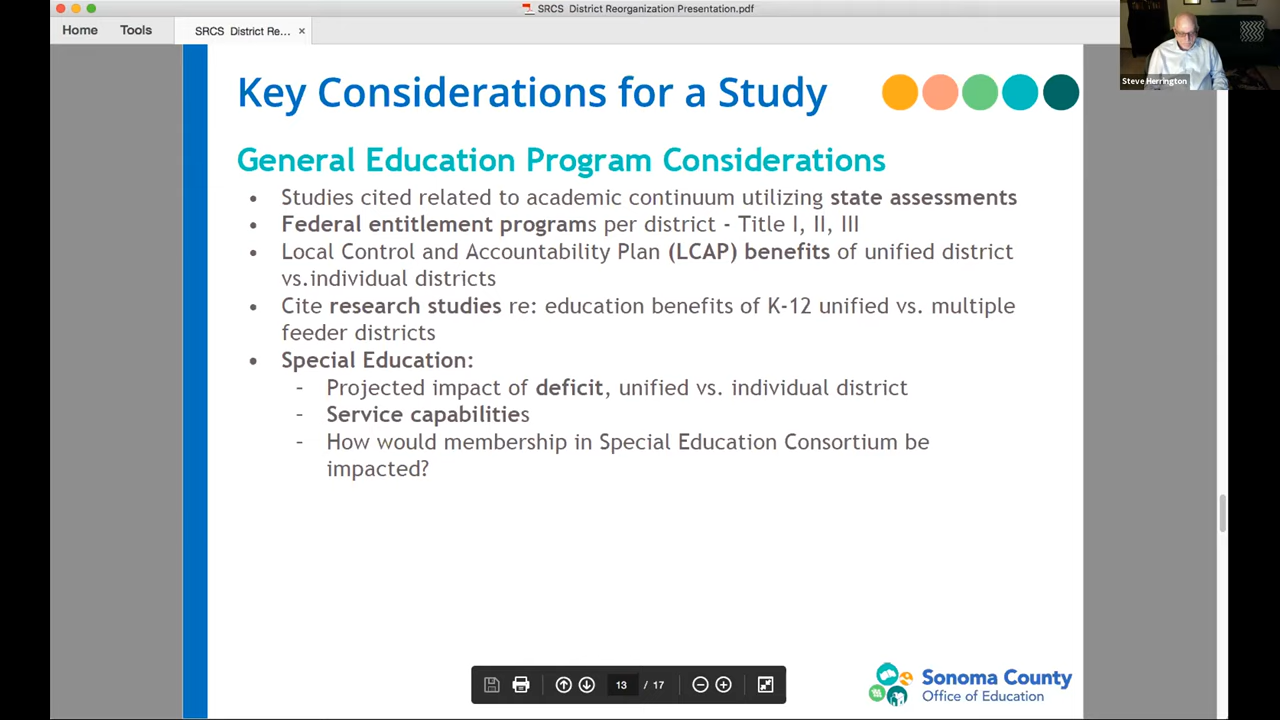 SRCS District Reorganization Presentation.pdf
Home
Tools
SRCS District Re...
×
Steve Herrington
Key Considerations for a Study
General Education Program Considerations
• Studies cited related to academic continuum utilizing state assessments
• Federal entitlement programs per district - Title I, II, III
• Local Control and Accountability Plan (LCAP) benefits of unified district
vs.individual districts
• Cite research studies re: education benefits of K-12 unified vs. multiple
feeder districts
• Special Education:
- Projected impact of deficit, unified vs. individual district
- Service capabilities
- How would membership in Special Education Consortium be
impacted?
13 / 17
Sonoma County
Office of Education